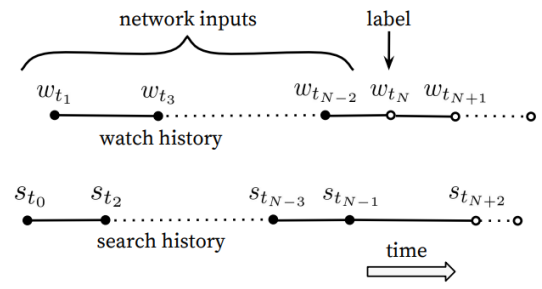 network inputs label
w_{t_1} w_{t_3} w_{t_{N-2}} w_{t_N} w_{t_{N+1}}
watch history
s_{t_0} s_{t_2} s_{t_{N-3}} s_{t_{N-1}} s_{t_{N+2}}
search history
time